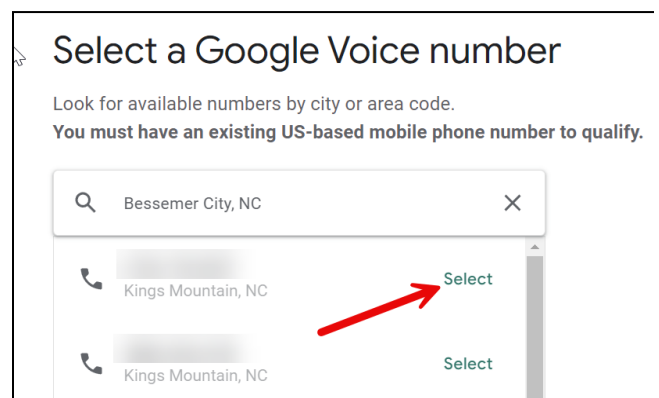 Select a Google Voice number
Look for available numbers by city or area code.
You must have an existing US-based mobile phone number to qualify.
Bessemer City, NC
Select
Kings Mountain, NC
Select
Kings Mountain, NC